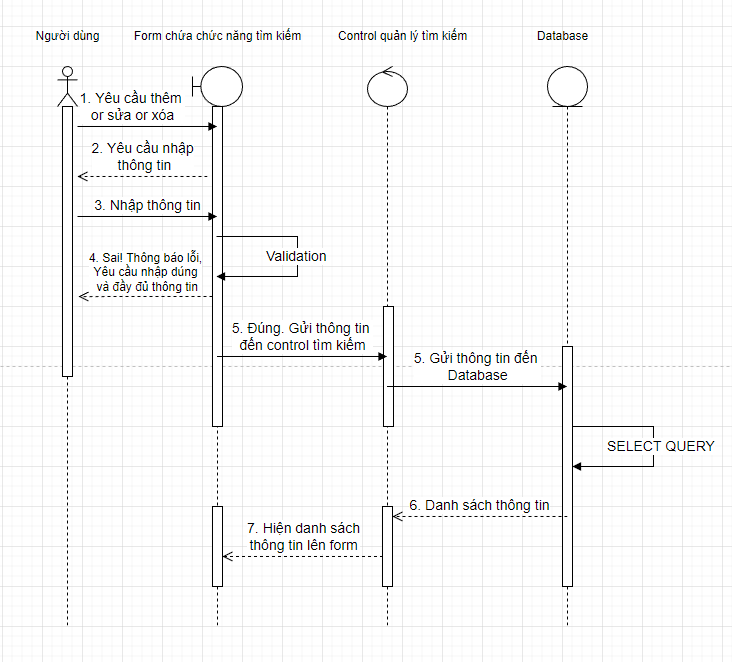 Người dùng
Form chứa chức năng tìm kiếm
Control quản lý tìm kiếm
Database
1. Yêu cầu thêm
or sửa or xóa
2. Yêu cầu nhập
thông tin
3. Nhập thông tin
Validation
4. Sai! Thông báo lỗi,
Yêu cầu nhập dúng
và đầy đủ thông tin
5. Đúng. Gửi thông tin
đến control tìm kiếm
5. Gửi thông tin đến
Database
SELECT QUERY
6. Danh sách thông tin
7. Hiện danh sách
thông tin lên form